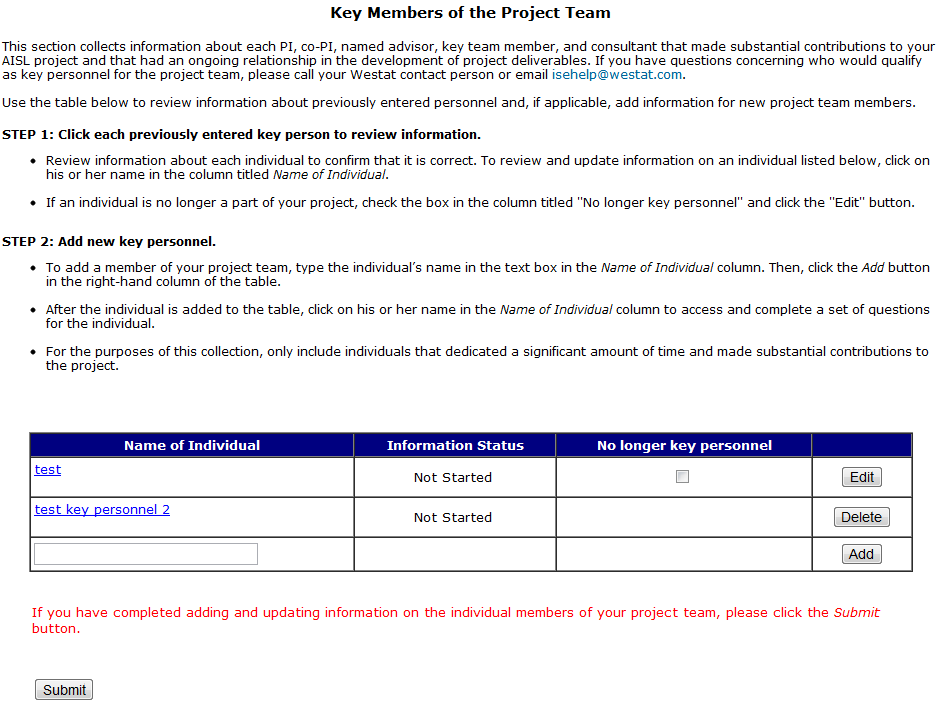 Key Members of the Project Team
This section collects information about each PI, co-PI, named advisor, key team member, and consultant that made substantial contributions to your
AISL project and that had an ongoing relationship in the development of project deliverables. If you have questions concerning who would qualify
as key personnel for the project team, please call your Westat contact person or email isehelp@westat.com.
Use the table below to review information about previously entered personnel and, if applicable, add information for new project team members.
STEP 1: Click each previously entered key person to review information.
• Review information about each individual to confirm that it is correct. To review and update information on an individual listed below, click on
his or her name in the column titled Name of Individual.
• If an individual is no longer a part of your project, check the box in the column titled "No longer key personnel" and click the "Edit" button.
STEP 2: Add new key personnel.
• To add a member of your project team, type the individual's name in the text box in the Name of Individual column. Then, click the Add button
in the right-hand column of the table.
• After the individual is added to the table, click on his or her name in the Name of Individual column to access and complete a set of questions
for the individual.
• For the purposes of this collection, only include individuals that dedicated a significant amount of time and made substantial contributions to
the project.
Name of Individual Information Status No longer key personnel
test Not Started Edit
test key personnel 2 Not Started Delete
Add
If you have completed adding and updating information on the individual members of your project team, please click the Submit
button.
Submit